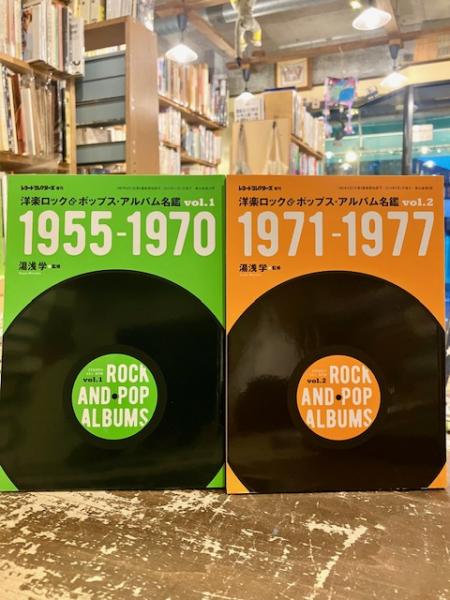 レコード・コレクターズ 増刊
洋楽ロック&ポップス・アルバム名鑑 vol.1
1955-1970
湯浅学●監修
vol.1
ROCK
AND POP
ALBUMS
レコード・コレクターズ 増刊
洋楽ロック&ポップス・アルバム名鑑 vol.2
1971-1977
湯浅学●監修
vol.2
ROCK
AND POP
ALBUMS